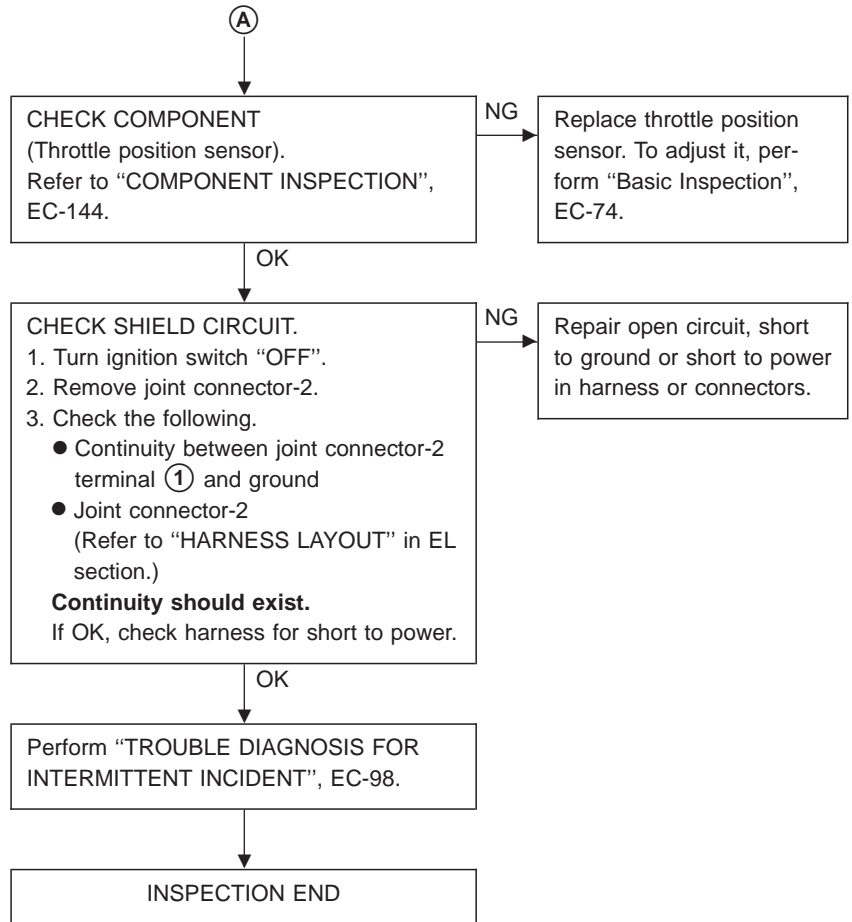 Ⓐ
CHECK COMPONENT
(Throttle position sensor).
Refer to ‘‘COMPONENT INSPECTION’’,
EC-144.
NG
Replace throttle position
sensor. To adjust it, per-
form ‘‘Basic Inspection’’,
EC-74.
OK
CHECK SHIELD CIRCUIT.
1. Turn ignition switch ‘‘OFF’’.
2. Remove joint connector-2.
3. Check the following.
● Continuity between joint connector-2
terminal ① and ground
● Joint connector-2
(Refer to ‘‘HARNESS LAYOUT’’ in EL
section.)
Continuity should exist.
If OK, check harness for short to power.
NG
Repair open circuit, short
to ground or short to power
in harness or connectors.
OK
Perform ‘‘TROUBLE DIAGNOSIS FOR
INTERMITTENT INCIDENT’’, EC-98.
INSPECTION END